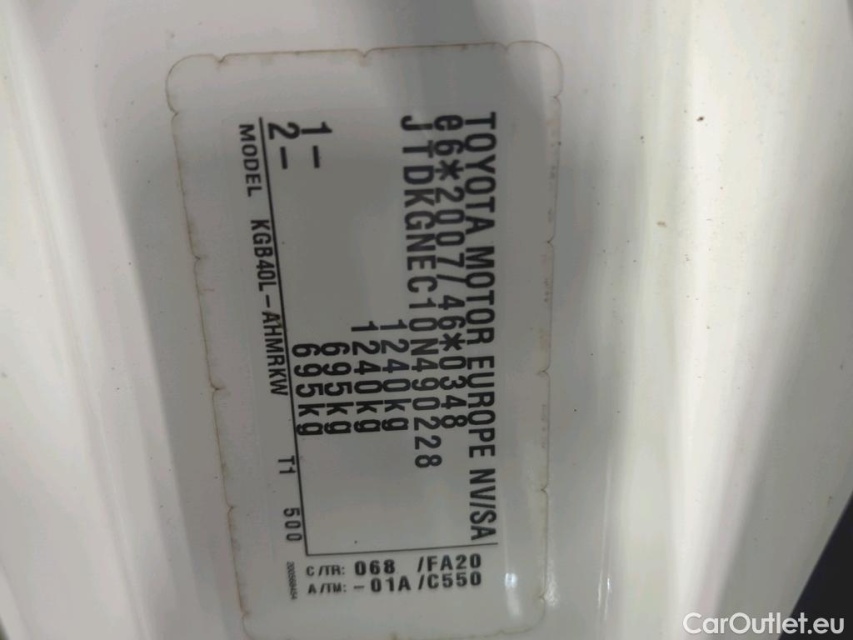 TOYOTA MOTOR EUROPE NV/SA
e6*2007/46*0348
JTDKGNEC10N490228
1240kg
1240kg
1– 695kg
2– 695kg
MODEL KGB40L–AHMRKW T1 500
C/TR: 068 /FA20
A/TM: –01A /C550
CarOutlet.eu